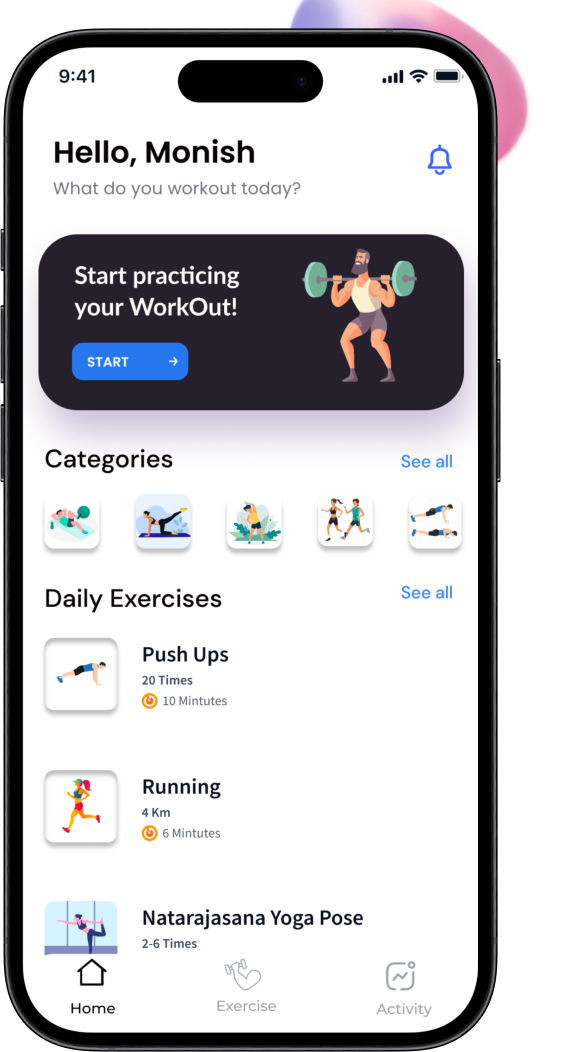 9:41
Hello, Monish
What do you workout today?
Start practicing
your WorkOut!
START
Categories
See all
Daily Exercises
See all
Push Ups
20 Times
10 Mintutes
Running
4 Km
6 Mintutes
Natarajasana Yoga Pose
2-6 Times
Home
Exercise
Activity